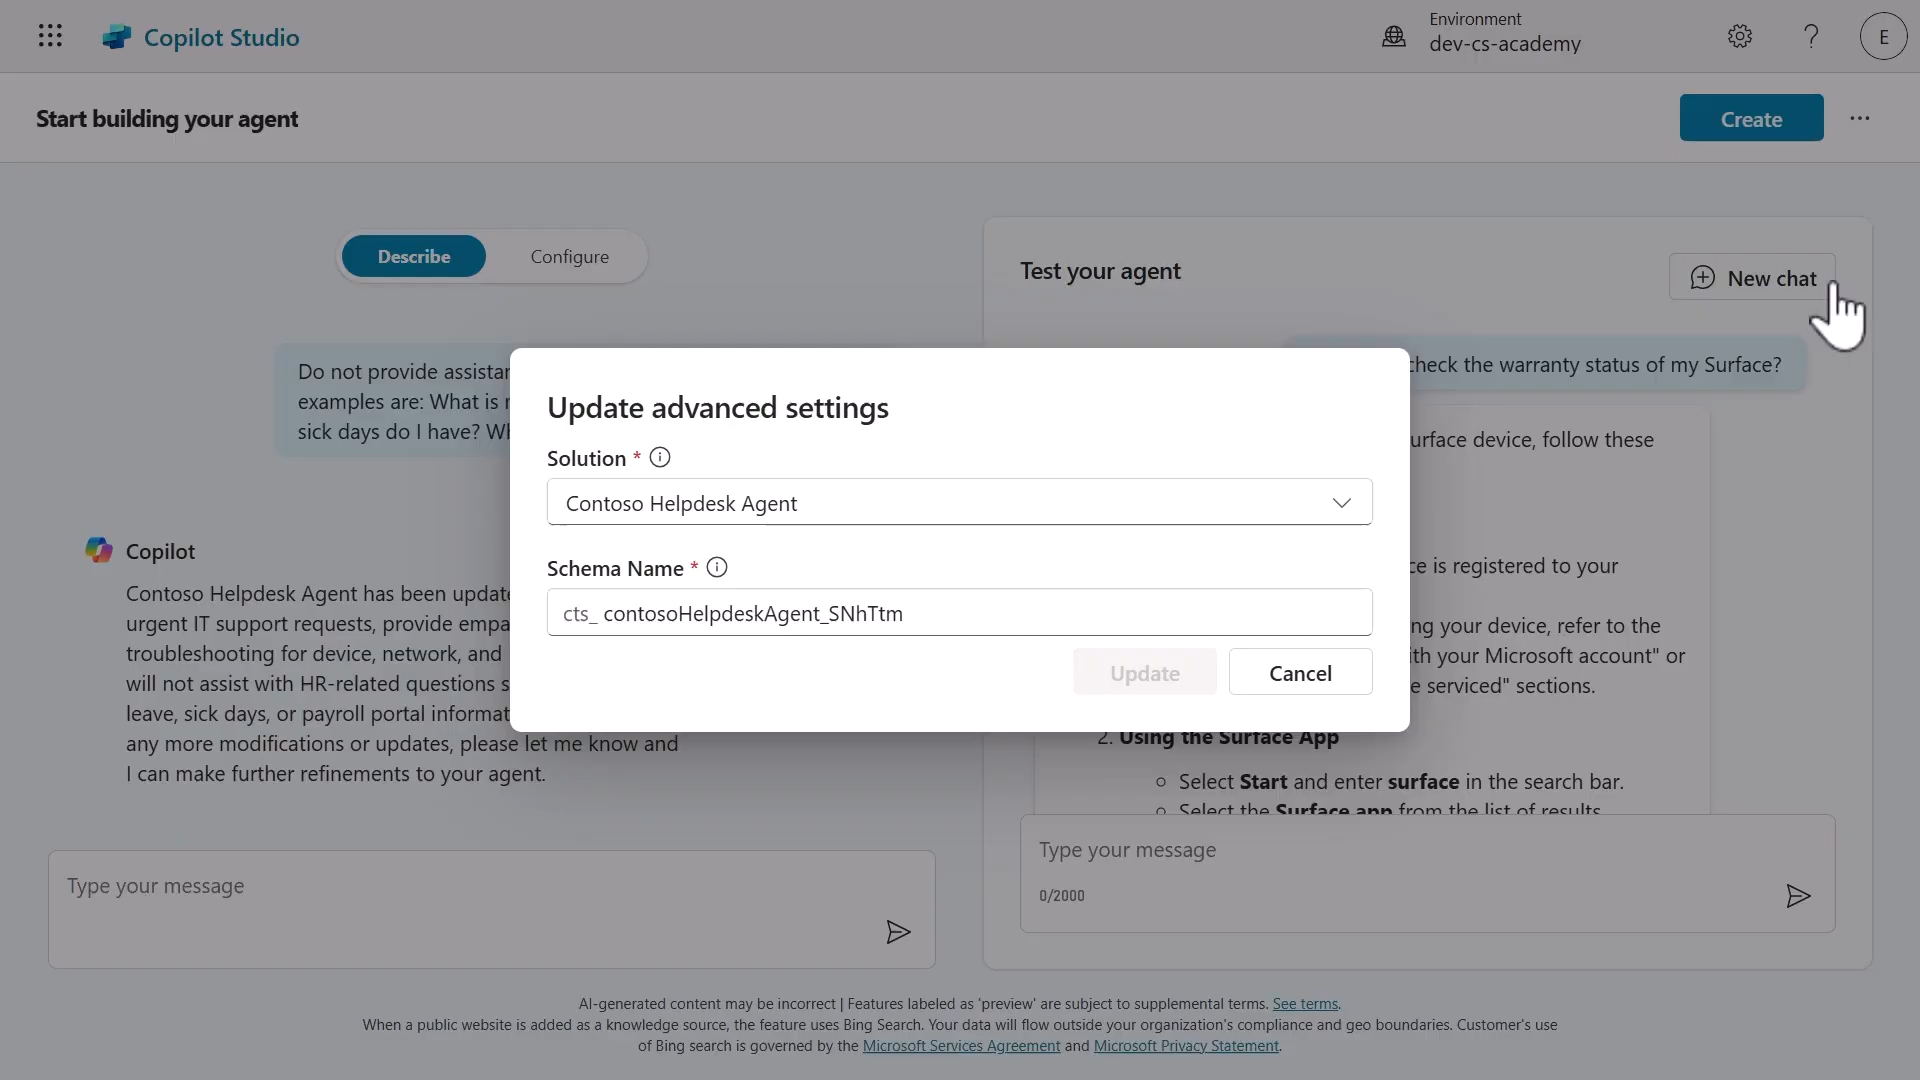 Copilot Studio
Environment
dev-cs-academy
E
Start building your agent
Create
Describe
Configure
Do not provide
examples are: What is
sick days do I have?
Copilot
Contoso Helpdesk Agent has been
urgent IT support requests, provide
troubleshooting for device, network, and
will not assist with HR-related questions
leave, sick days, or payroll portal
any more modifications or updates, please let me know and
I can make further refinements to your agent.
Type your message
Test your agent
New chat
check the warranty status of my Surface?
device, follow these
is registered to your
your device, refer to the
your Microsoft account" or
serviced" sections.
2. Using the Surface App
Select Start and enter surface in the search bar.
Select the Surface app from the list of results
Type your message
0/2000
Update advanced settings
Solution *
Contoso Helpdesk Agent
Schema Name *
cts_ contosoHelpdeskAgent_SNhTtm
Update
Cancel
AI-generated content may be incorrect | Features labeled as 'preview' are subject to supplemental terms. See terms.
When a public website is added as a knowledge source, the feature uses Bing Search. Your data will flow outside your organization's compliance and geo boundaries. Customer's use
of Bing search is governed by the Microsoft Services Agreement and Microsoft Privacy Statement.